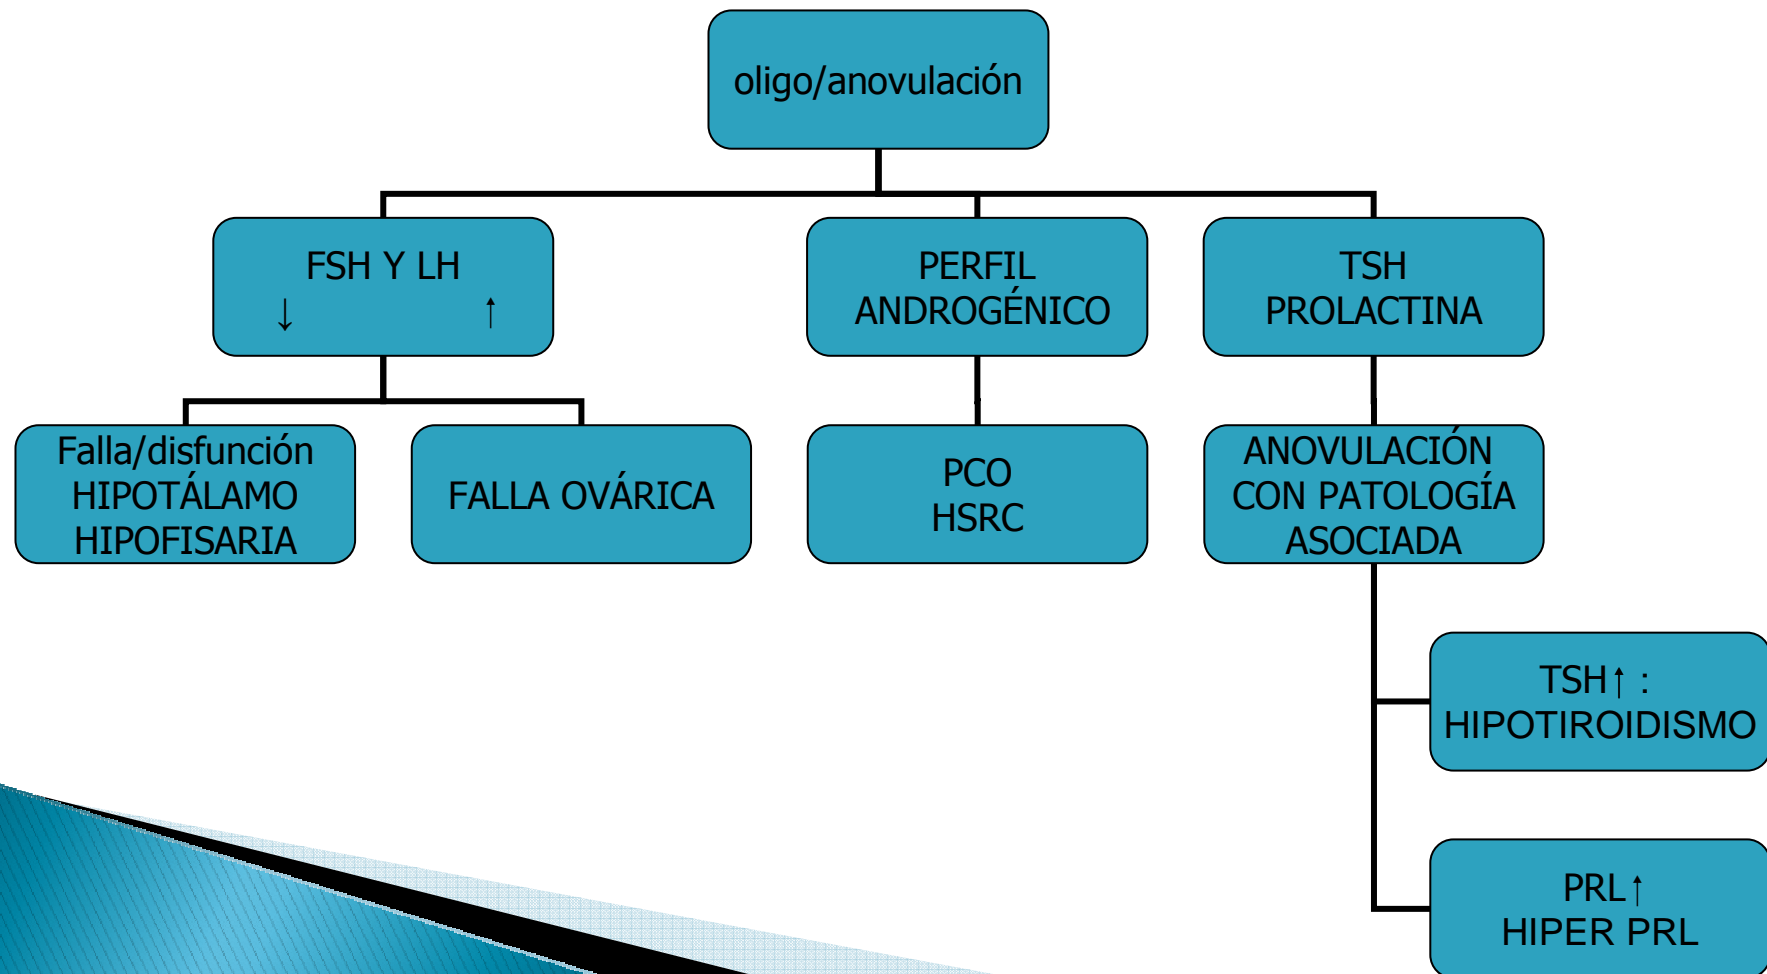 oligo/anovulación
FSH Y LH
↓ ↑
PERFIL
ANDROGÉNICO
TSH
PROLACTINA
Falla/disfunción
HIPOTÁLAMO
HIPOFISARIA
FALLA OVÁRICA
PCO
HSRC
ANOVULACIÓN
CON PATOLOGÍA
ASOCIADA
TSH↑ :
HIPOTIROIDISMO
PRL↑
HIPER PRL